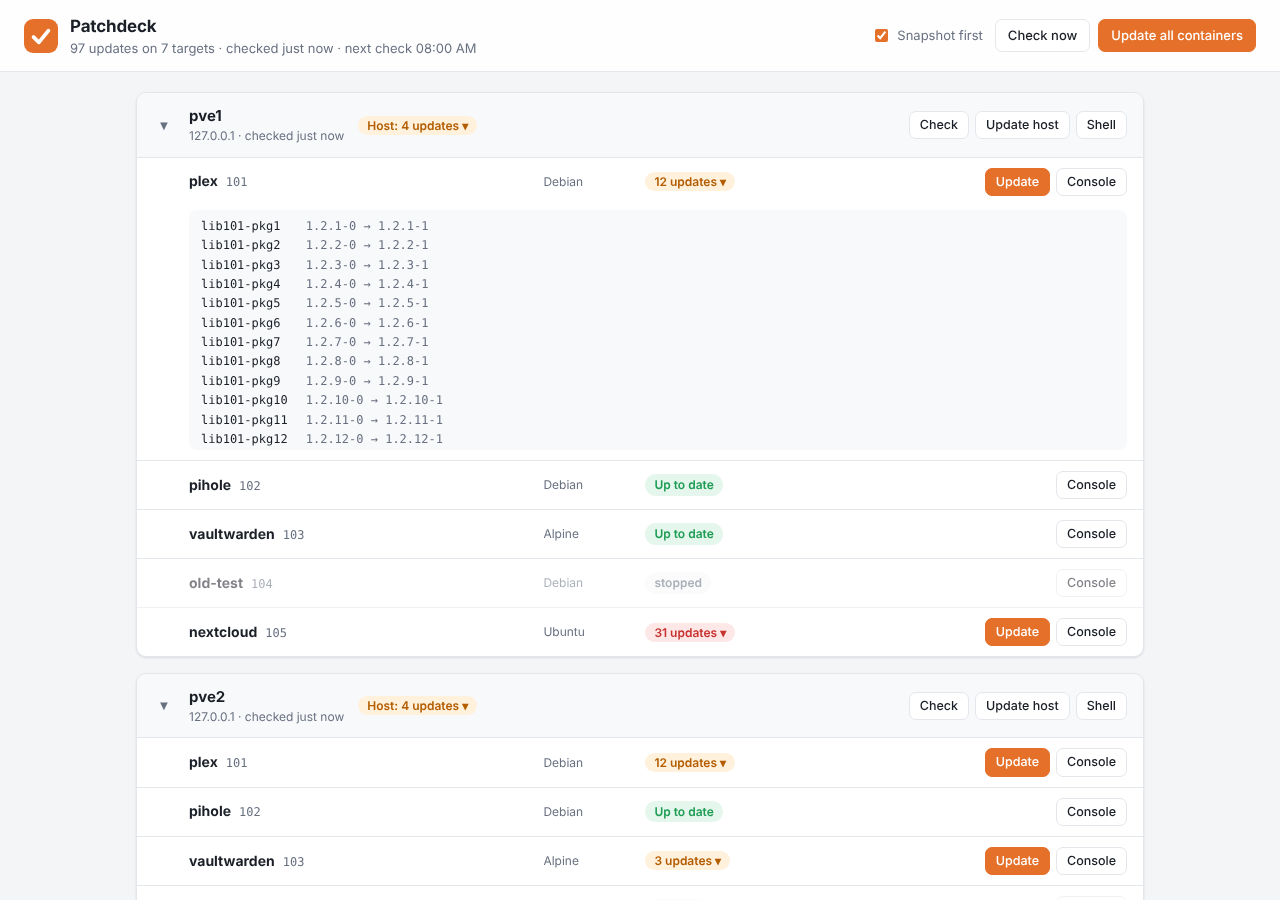 Patchdeck
97 updates on 7 targets · checked just now · next check 08:00 AM
Snapshot first
Check now
Update all containers
▼ pve1
127.0.0.1 · checked just now
Host: 4 updates ▾
Check
Update host
Shell
plex 101 Debian 12 updates ▾ Update Console
lib101-pkg1 1.2.1-0 → 1.2.1-1
lib101-pkg2 1.2.2-0 → 1.2.2-1
lib101-pkg3 1.2.3-0 → 1.2.3-1
lib101-pkg4 1.2.4-0 → 1.2.4-1
lib101-pkg5 1.2.5-0 → 1.2.5-1
lib101-pkg6 1.2.6-0 → 1.2.6-1
lib101-pkg7 1.2.7-0 → 1.2.7-1
lib101-pkg8 1.2.8-0 → 1.2.8-1
lib101-pkg9 1.2.9-0 → 1.2.9-1
lib101-pkg10 1.2.10-0 → 1.2.10-1
lib101-pkg11 1.2.11-0 → 1.2.11-1
lib101-pkg12 1.2.12-0 → 1.2.12-1
pihole 102 Debian Up to date Console
vaultwarden 103 Alpine Up to date Console
old-test 104 Debian stopped Console
nextcloud 105 Ubuntu 31 updates ▾ Update Console
▼ pve2
127.0.0.1 · checked just now
Host: 4 updates ▾
Check
Update host
Shell
plex 101 Debian 12 updates ▾ Update Console
pihole 102 Debian Up to date Console
vaultwarden 103 Alpine 3 updates ▾ Update Console